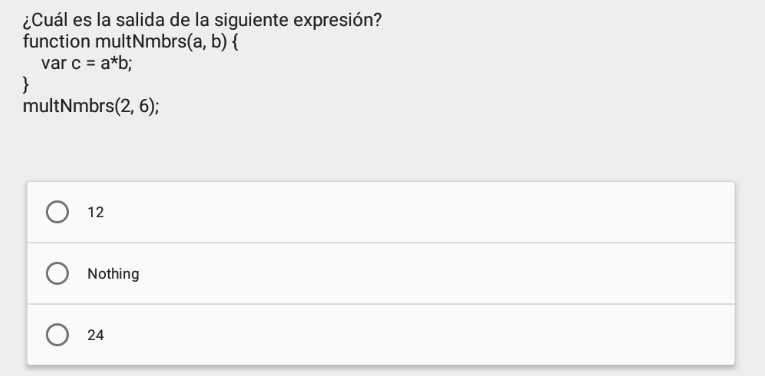 ¿Cuál es la salida de la siguiente expresión?
function multNmbrs(a, b) {
var c = a*b;
}
multNmbrs(2, 6);
12
Nothing
24